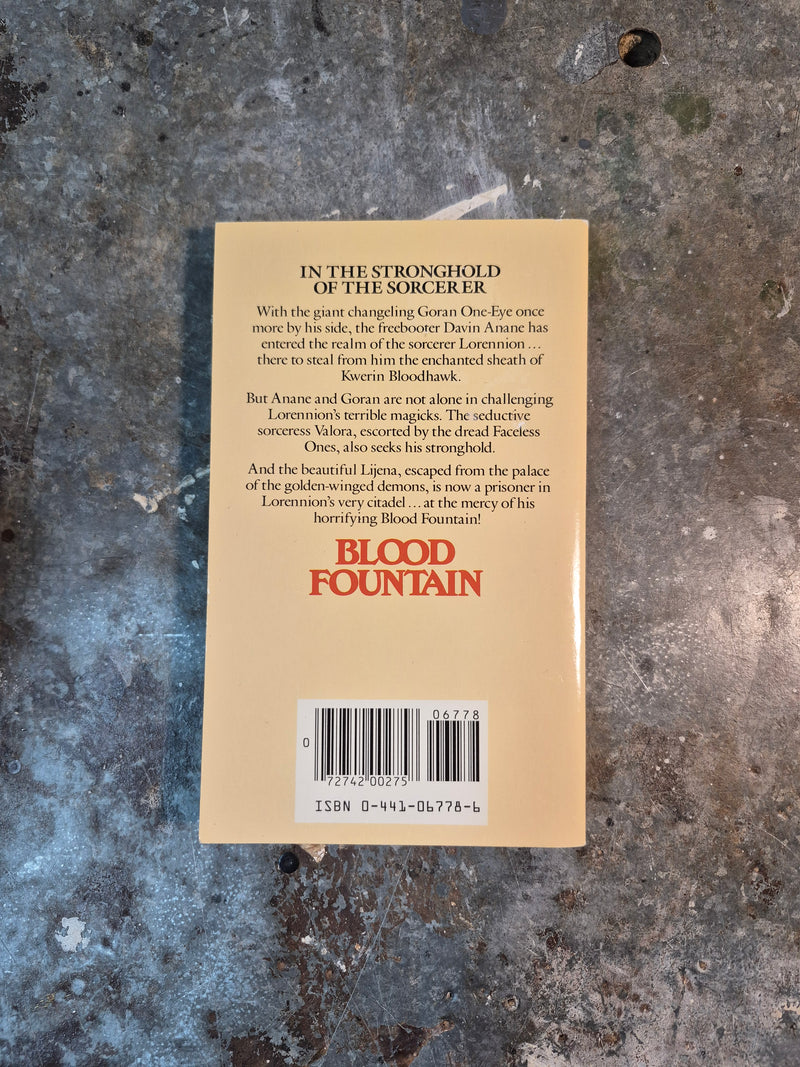 IN THE STRONGHOLD
OF THE SORCERER
With the giant changeling Goran One-Eye once
more by his side, the freebooter Davin Anane has
entered the realm of the sorcerer Lorennion...
there to steal from him the enchanted sheath of
Kwerin Bloodhawk.
But Anane and Goran are not alone in challenging
Lorennion's terrible magicks. The seductive
sorceress Valora, escorted by the dread Faceless
Ones, also seeks his stronghold.
And the beautiful Lijena, escaped from the palace
of the golden-winged demons, is now a prisoner in
Lorennion's very citadel...at the mercy of his
horrifying Blood Fountain!
BLOOD
FOUNTAIN
06778
0
72742 00275
ISBN 0-441-06778-6